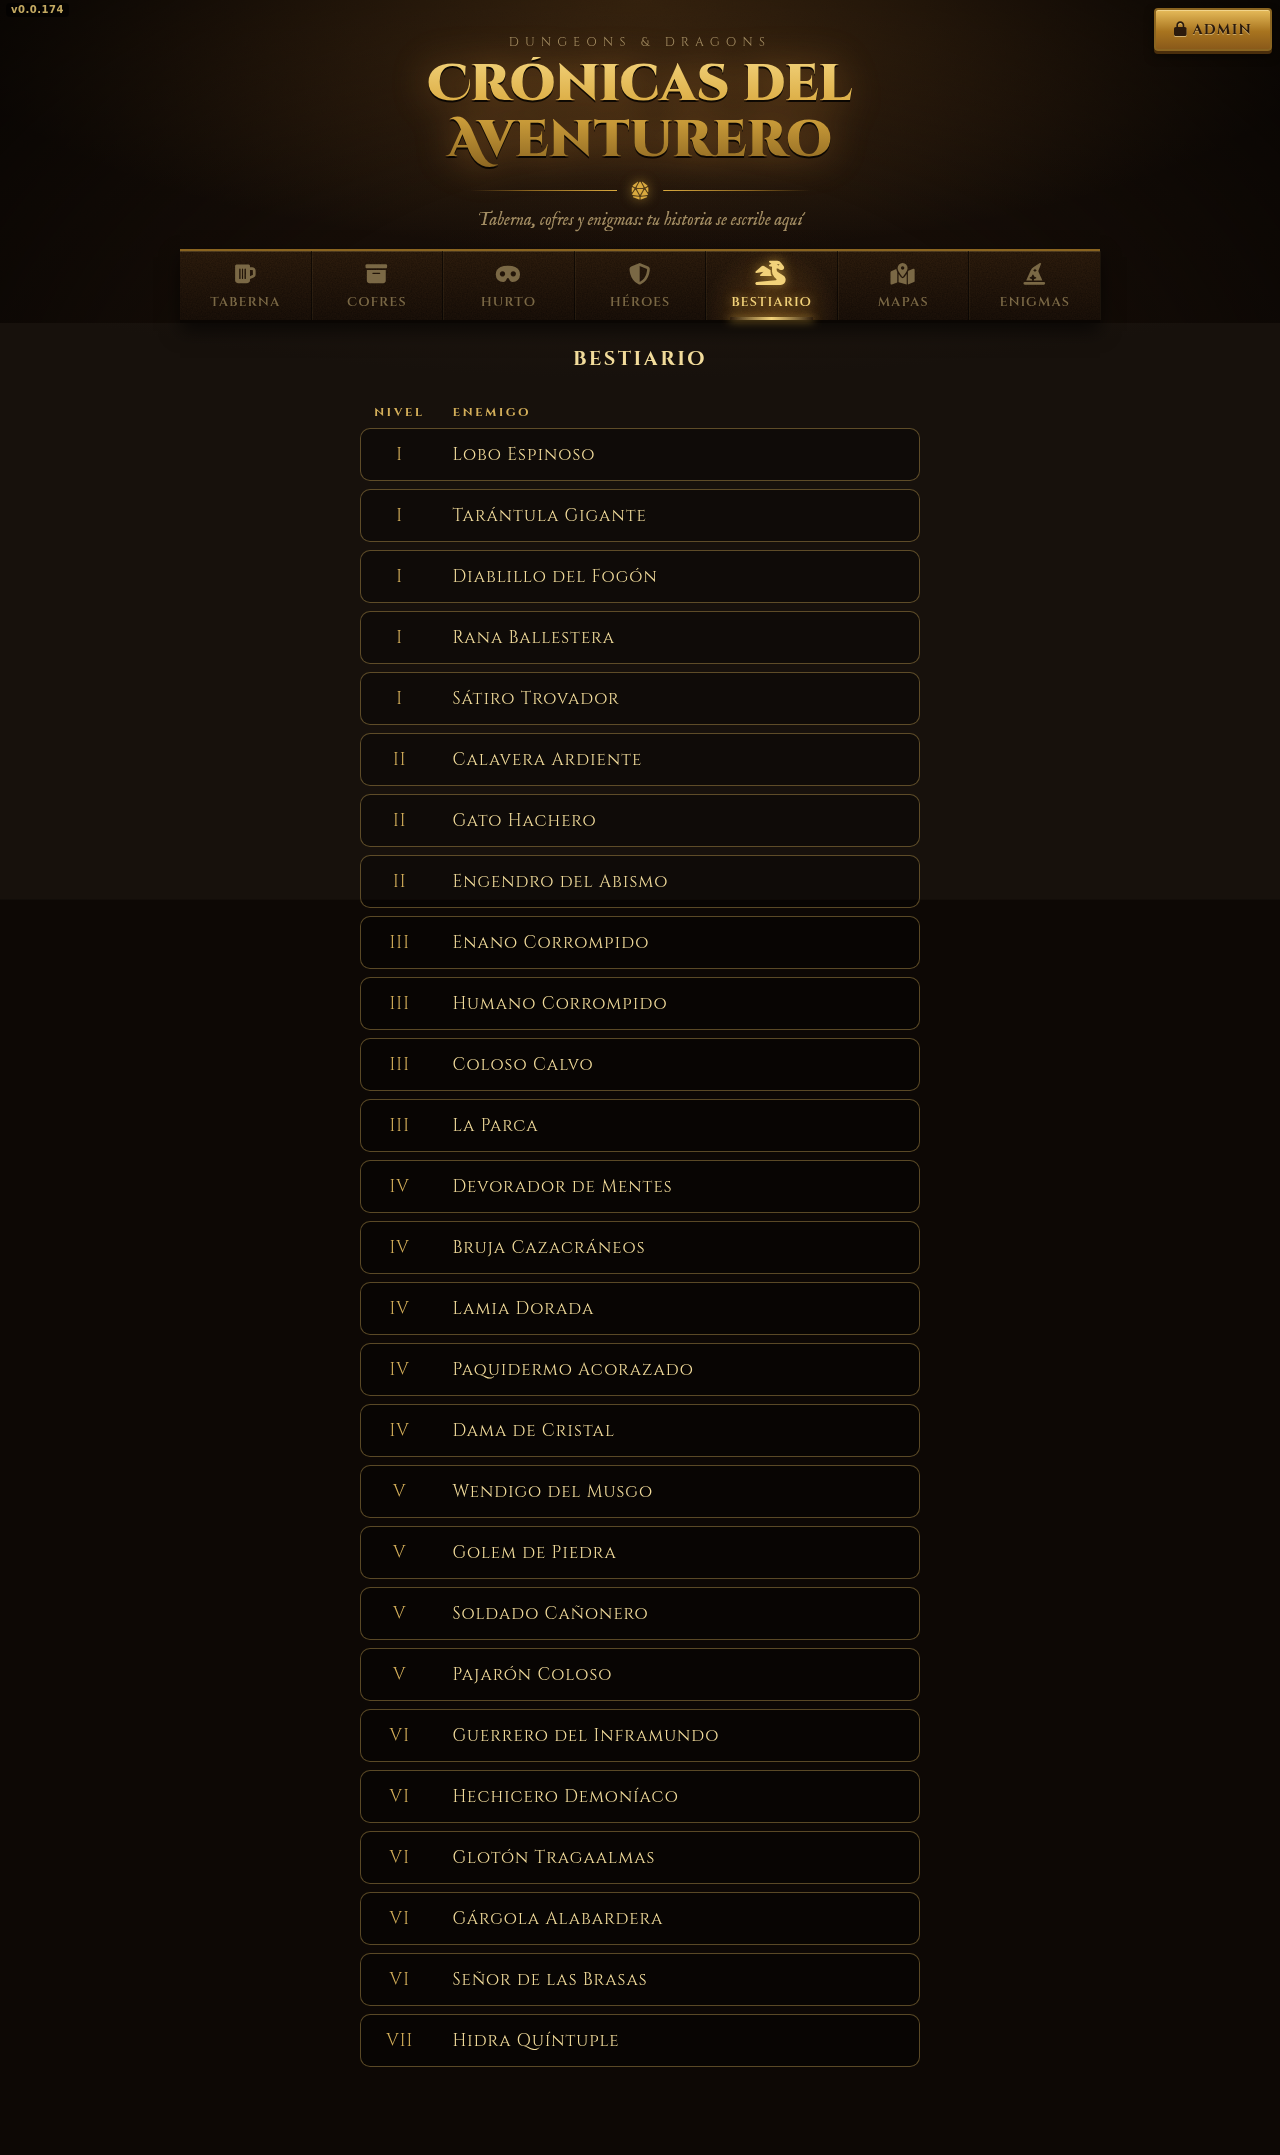 v0.0.174
ADMIN
DUNGEONS & DRAGONS
CRÓNICAS DEL
AVENTURERO
Taberna, cofres y enigmas: tu historia se escribe aquí
TABERNA COFRES HURTO HÉROES BESTIARIO MAPAS ENIGMAS
BESTIARIO
NIVEL ENEMIGO
I Lobo Espinoso
I Tarántula Gigante
I Diablillo del Fogón
I Rana Ballestera
I Sátiro Trovador
II Calavera Ardiente
II Gato Hachero
II Engendro del Abismo
III Enano Corrompido
III Humano Corrompido
III Coloso Calvo
III La Parca
IV Devorador de Mentes
IV Bruja Cazacráneos
IV Lamia Dorada
IV Paquidermo Acorazado
IV Dama de Cristal
V Wendigo del Musgo
V Golem de Piedra
V Soldado Cañonero
V Pajarón Coloso
VI Guerrero del Inframundo
VI Hechicero Demoníaco
VI Glotón Tragaalmas
VI Gárgola Alabardera
VI Señor de las Brasas
VII Hidra Quíntuple